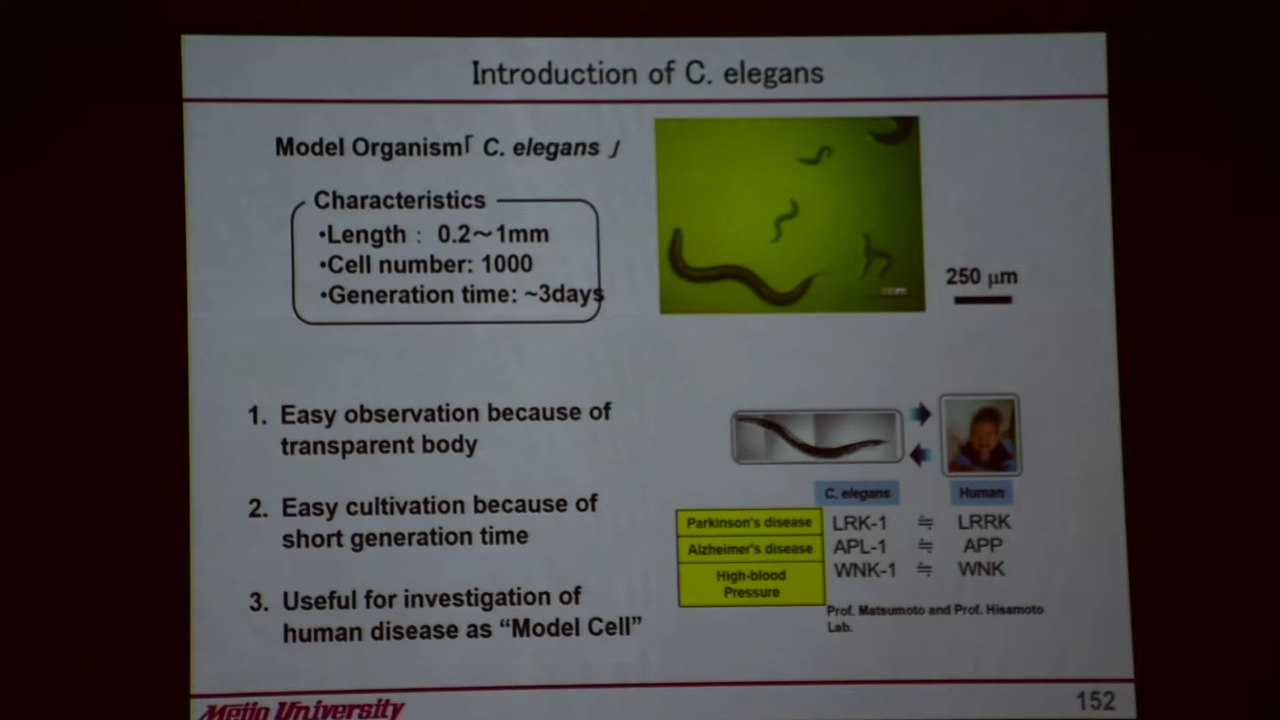 Introduction of C. elegans
Model Organism「 C. elegans 」
Characteristics
・Length : 0.2～1mm
・Cell number: 1000
・Generation time: ~3days
250 μm
1. Easy observation because of
transparent body
2. Easy cultivation because of
short generation time
3. Useful for investigation of
human disease as “Model Cell”
C. elegans Human
Parkinson's disease LRK-1 ≒ LRRK
Alzheimer's disease APL-1 ≒ APP
High-blood
Pressure
WNK-1 ≒ WNK
Prof. Matsumoto and Prof. Hisamoto
Lab.
Meijo University
152